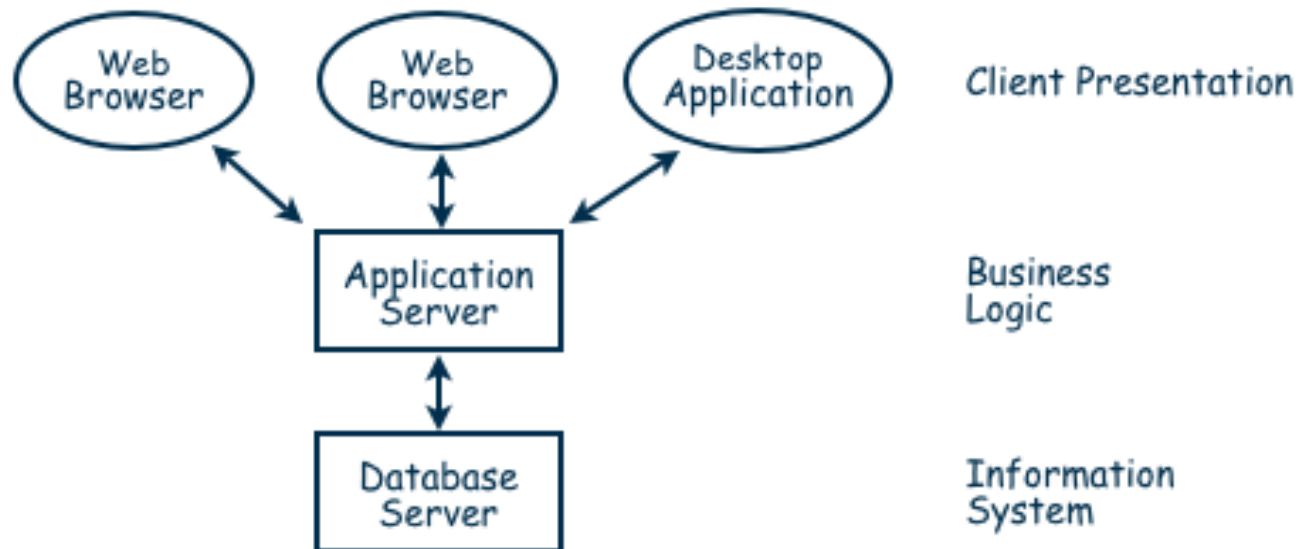 Web
Browser
Web
Browser
Desktop
Application
Client Presentation
Application
Server
Business
Logic
Database
Server
Information
System